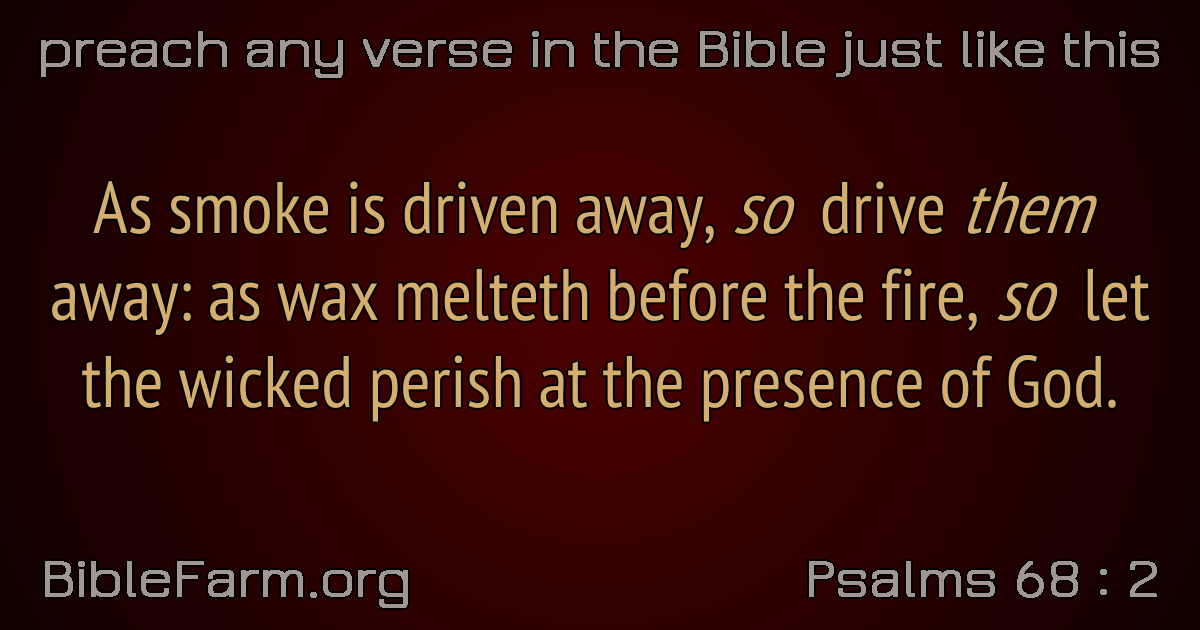 preach any verse in the Bible just like this
As smoke is driven away, so drive them
away: as wax melteth before the fire, so let
the wicked perish at the presence of God.
BibleFarm.org
Psalms 68 : 2